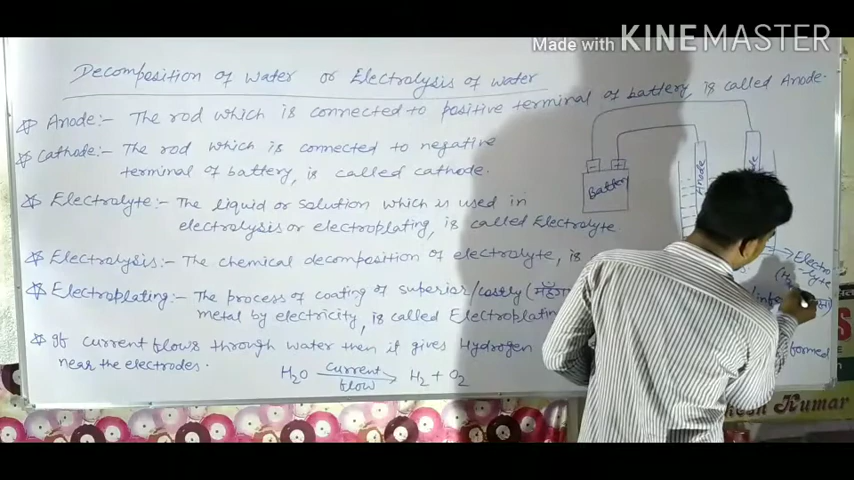 Made with KINEMASTER
Decomposition of water or Electrolysis of water
Anode:- The rod which is connected to positive terminal of battery, is called Anode.
Cathode:- The rod which is connected to negative
terminal of battery, is called cathode.
Electrolyte:- The liquid or solution which is used in
electrolysis or electroplating, is called Electrolyte
Electrolysis:- The chemical decomposition of electrolyte, is
Electroplating:- The process of coating of superior/costly
metal by electricity, is called Electroplatin
If current flows through water then it gives Hydrogen
formed
near the electrodes.
H2O current flow H2 + O2
- +
Battery
Anode
Electro
-lyte
Kumar